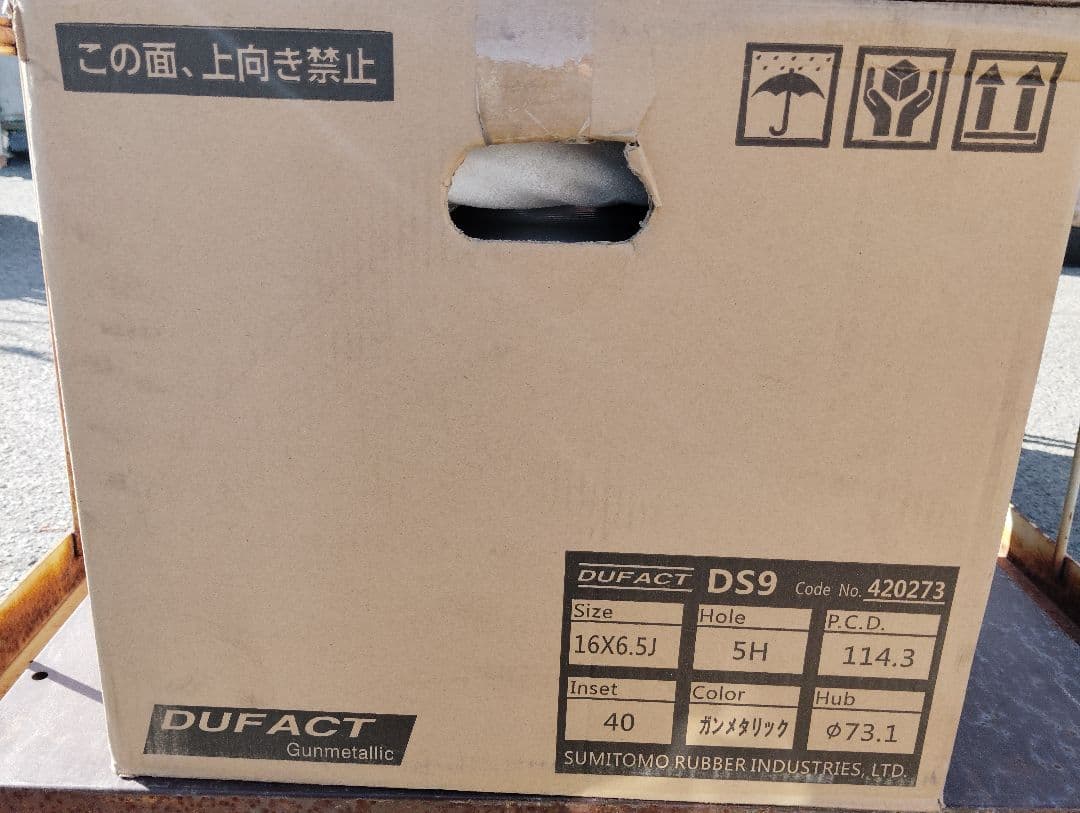 この面、上向き禁止
DUFACT DS9 Code No. 420273
Size Hole P.C.D.
16X6.5J 5H 114.3
Inset Color Hub
40 ガンメタリック φ73.1
SUMITOMO RUBBER INDUSTRIES, LTD.
DUFACT
Gunmetallic